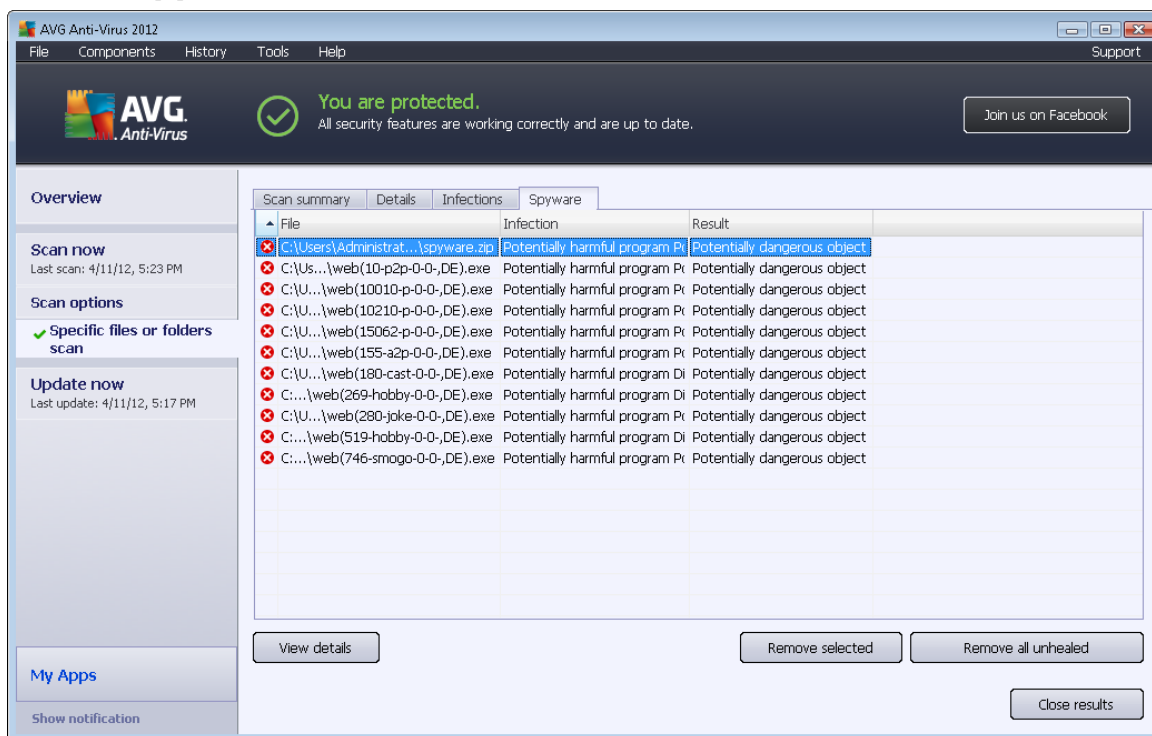 AVG Anti-Virus 2012
File Components History Tools Help Support
AVG.
Anti-Virus
You are protected.
All security features are working correctly and are up to date.
Join us on Facebook
Overview
Scan now
Last scan: 4/11/12, 5:23 PM
Scan options
Specific files or folders
scan
Update now
Last update: 4/11/12, 5:17 PM
My Apps
Show notification
Scan summary Details Infections Spyware
File Infection Result
C:\Users\Administrat...\spyware.zip Potentially harmful program Potentially dangerous object
C:\Us...\web(10-p2p-0-0-,DE).exe Potentially harmful program Potentially dangerous object
C:\U...\web(10010-p-0-0-,DE).exe Potentially harmful program Potentially dangerous object
C:\U...\web(10210-p-0-0-,DE).exe Potentially harmful program Potentially dangerous object
C:\U...\web(15062-p-0-0-,DE).exe Potentially harmful program Potentially dangerous object
C:\U...\web(155-a2p-0-0-,DE).exe Potentially harmful program Potentially dangerous object
C:\U...\web(180-cast-0-0-,DE).exe Potentially harmful program Di Potentially dangerous object
C:...\web(269-hobby-0-0-,DE).exe Potentially harmful program Di Potentially dangerous object
C:\U...\web(280-joke-0-0-,DE).exe Potentially harmful program Potentially dangerous object
C:...\web(519-hobby-0-0-,DE).exe Potentially harmful program Di Potentially dangerous object
C:...\web(746-smogo-0-0-,DE).exe Potentially harmful program Potentially dangerous object
View details Remove selected Remove all unhealed
Close results